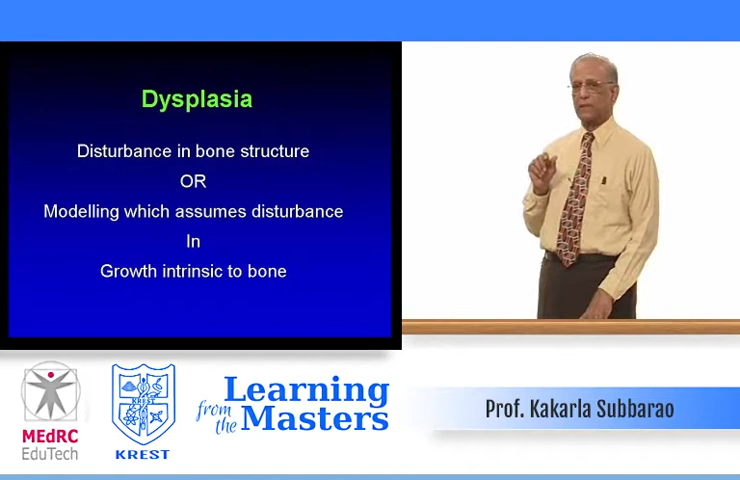 Dysplasia
Disturbance in bone structure
OR
Modelling which assumes disturbance
In
Growth intrinsic to bone
MEdRC
EduTech
KREST
KREST
Learning
from the Masters
Prof. Kakarla Subbarao